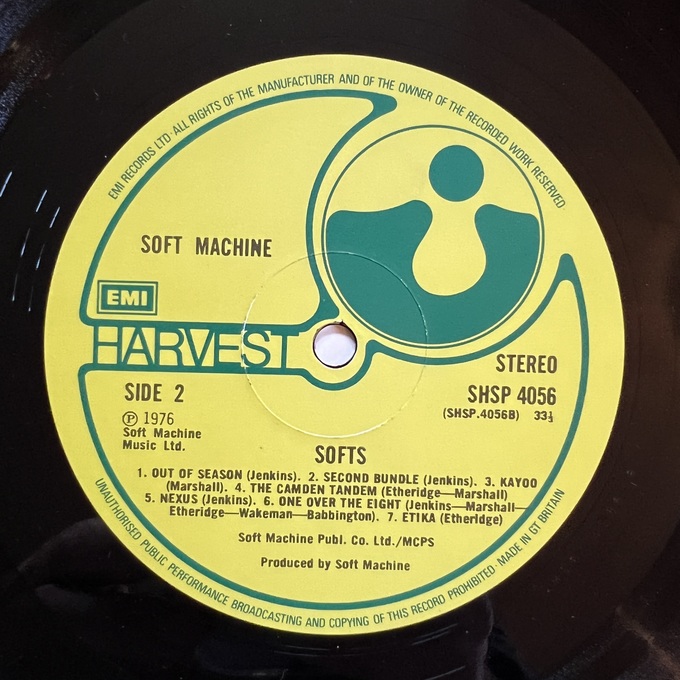 EMI RECORDS LTD·ALL RIGHTS OF THE MANUFACTURER AND OF THE OWNER OF THE RECORDED WORK RESERVED·
SOFT MACHINE
EMI
HARVEST
STEREO
SIDE 2
SHSP 4056
(SHSP.4056B) 33⅓
Ⓟ 1976
Soft Machine
Music Ltd.
SOFTS
1. OUT OF SEASON (Jenkins). 2. SECOND BUNDLE (Jenkins). 3. KAYOO
(Marshall). 4. THE CAMDEN TANDEM (Etheridge—Marshall)
5. NEXUS (Jenkins). 6. ONE OVER THE EIGHT (Jenkins—Marshall—
Etheridge—Wakeman—Babbington). 7. ETIKA (Etheridge)
Soft Machine Publ. Co. Ltd./MCPS
Produced by Soft Machine
UNAUTHORISED PUBLIC PERFORMANCE BROADCASTING AND COPYING OF THIS RECORD PROHIBITED·MADE IN GT BRITAIN